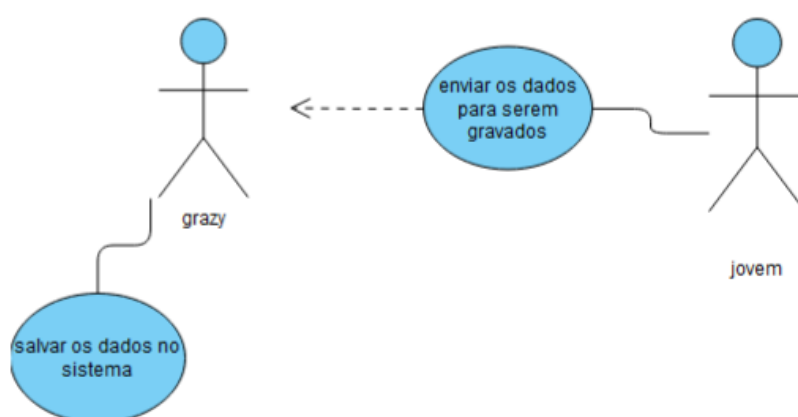 enviar os dados
para serem
gravados
grazy
jovem
salvar os dados no
sistema